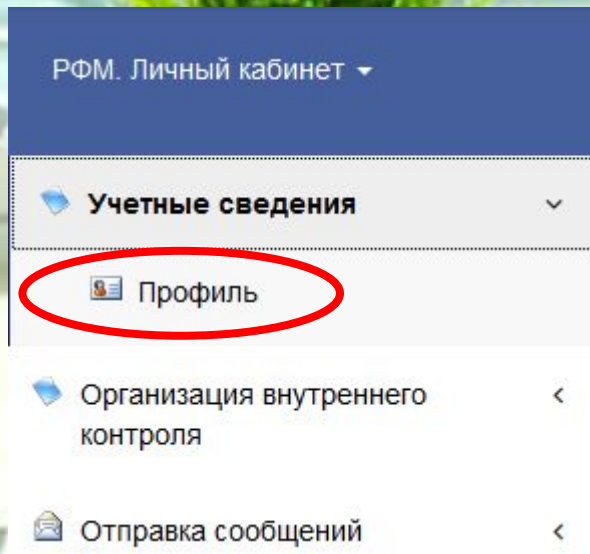 РФМ. Личный кабинет
Учетные сведения
Профиль
Организация внутреннего
контроля
Отправка сообщений